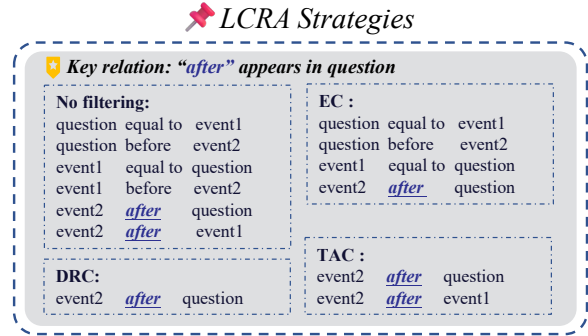 LCRA Strategies
Key relation: “after” appears in question
No filtering:
question equal to event1
question before event2
event1 equal to question
event1 before event2
event2 after question
event2 after event1
EC :
question equal to event1
question before event2
event1 equal to question
event2 after question
DRC:
event2 after question
TAC :
event2 after question
event2 after event1